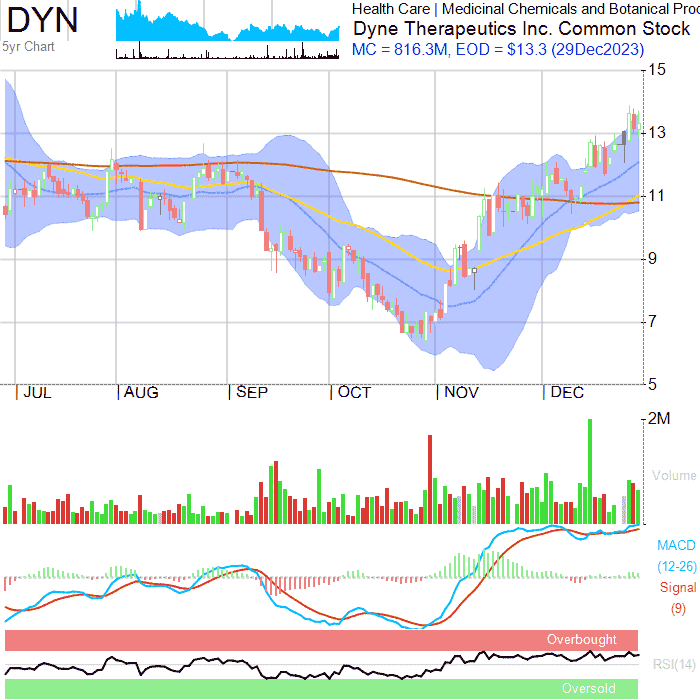 DYN
5yr Chart
Health Care | Medicinal Chemicals and Botanical Pro
Dyne Therapeutics Inc. Common Stock
MC = 816.3M, EOD = $13.3 (29Dec2023)
15
13
11
9
7
5
| JUL | AUG | SEP | OCT | NOV | DEC
2M
Volume
MACD
(12-26)
Signal
(9)
Overbought
RSI(14)
Oversold